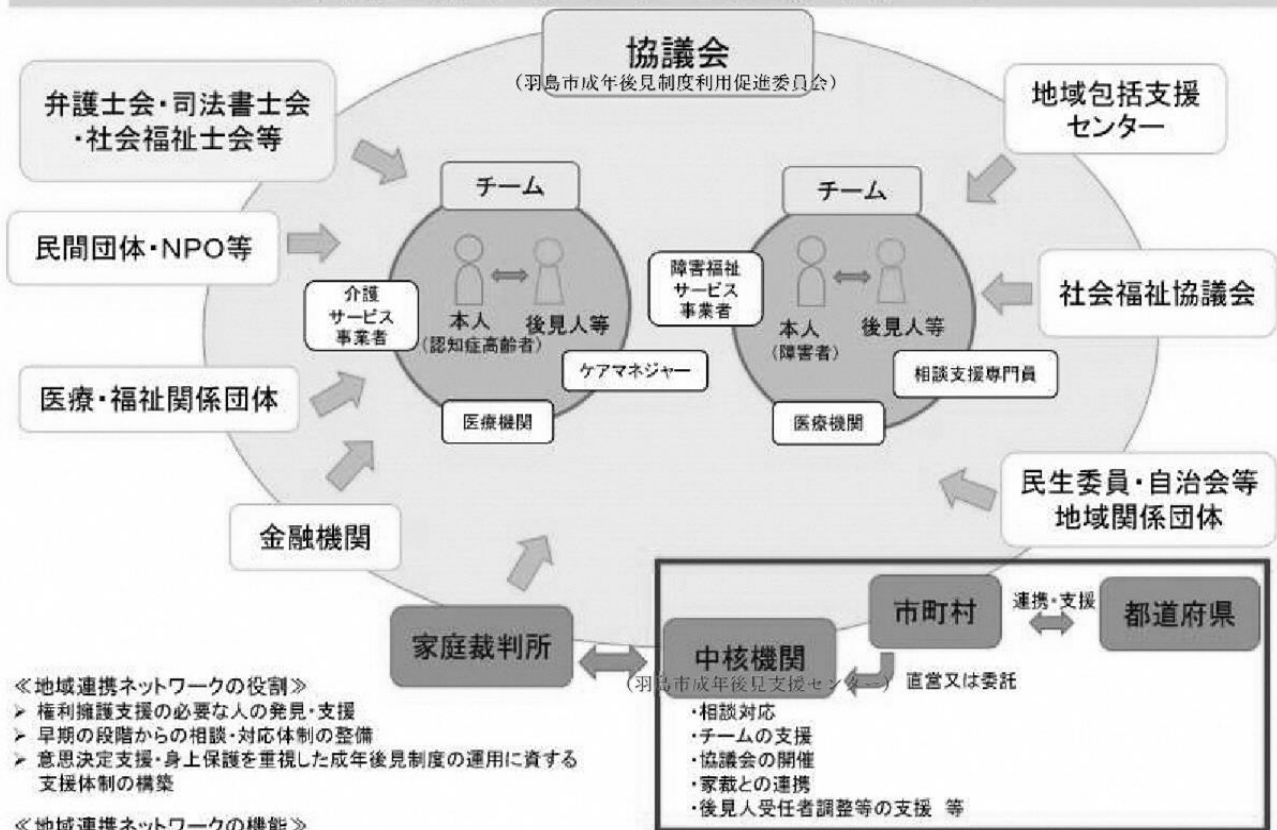 協議会
(羽島市成年後見制度利用促進委員会)
弁護士会・司法書士会
・社会福祉士会等
地域包括支援
センター
チーム
チーム
民間団体・NPO等
介護
サービス
事業者
本人
(認知症高齢者)
後見人等
ケアマネジャー
医療機関
障害福祉
サービス
事業者
本人
(障害者)
後見人等
相談支援専門員
医療機関
社会福祉協議会
医療・福祉関係団体
金融機関
民生委員・自治会等
地域関係団体
家庭裁判所
中核機関
(羽島市成年後見支援センター)
市町村
連携・支援
都道府県
直営又は委託
・相談対応
・チームの支援
・協議会の開催
・家裁との連携
・後見人受任者調整等の支援 等
≪地域連携ネットワークの役割≫
➢ 権利擁護支援の必要な人の発見・支援
➢ 早期の段階からの相談・対応体制の整備
➢ 意思決定支援・身上保護を重視した成年後見制度の運用に資する
支援体制の構築
≪地域連携ネットワークの機能≫